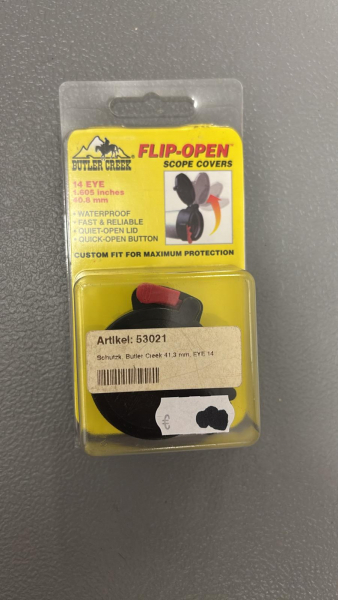 BUTLER CREEK
FLIP-OPEN™
SCOPE COVERS
14 EYE
1.605 inches
40,8 mm
• WATERPROOF
• FAST & RELIABLE
• QUIET-OPEN LID
• QUICK-OPEN BUTTON
CUSTOM FIT FOR MAXIMUM PROTECTION
Artikel: 53021
Schutzk. Butler Creek 41,3 mm, EYE 14